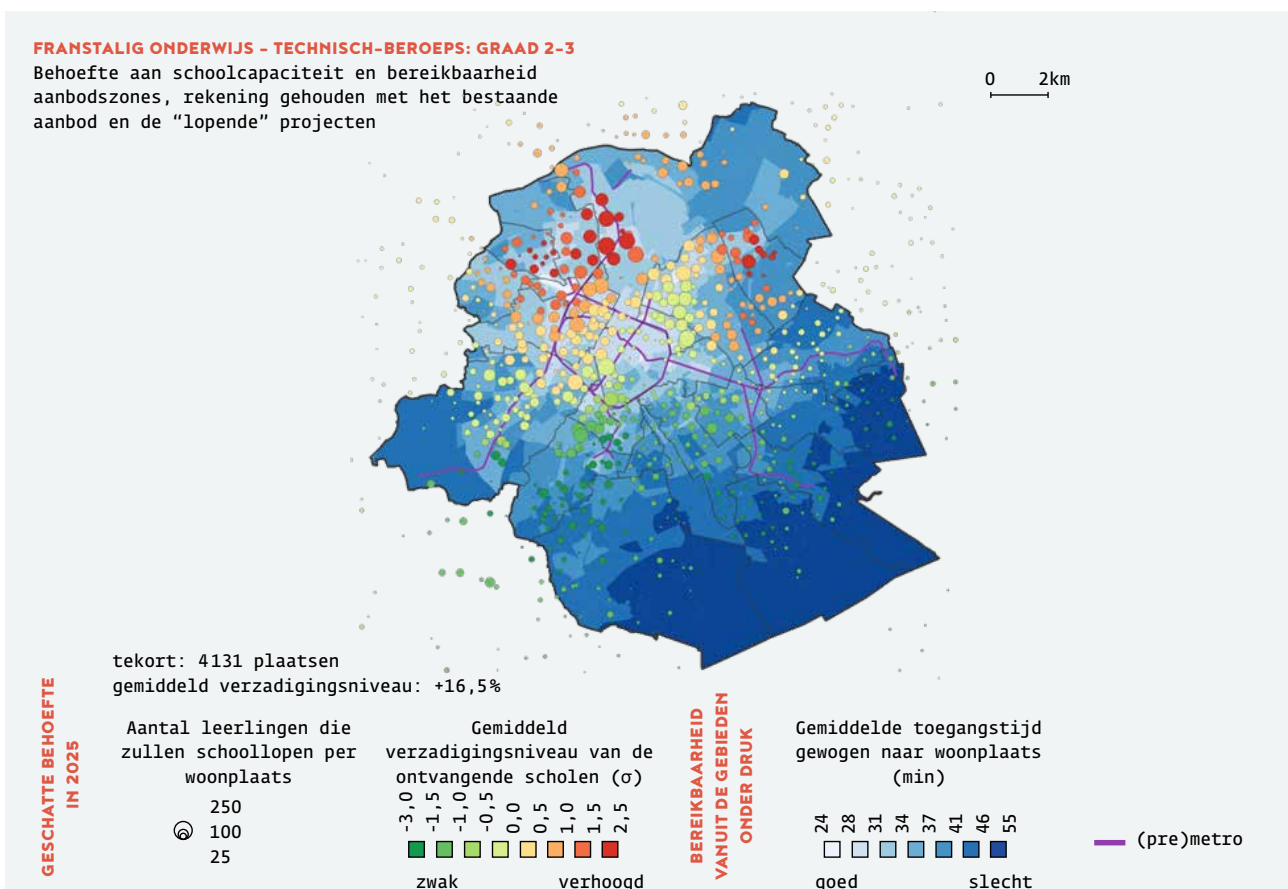 FRANSTALIG ONDERWIJS – TECHNISCH-BEROEPS: GRAAD 2-3
Behoefte aan schoolcapaciteit en bereikbaarheid
aanbodszones, rekening gehouden met het bestaande
aanbod en de “lopende” projecten
0 2km
tekort: 4131 plaatsen
gemiddeld verzadigingsniveau: +16,5%
GESCHATTE BEHOEFTE
IN 2025
Aantal leerlingen die
zullen schoollopen per
woonplaats
250
100
25
Gemiddeld
verzadigingsniveau van de
ontvangende scholen (σ)
-3,0 -1,5 -1,0 -0,5 0,0 0,5 1,0 1,5 2,5
zwak verhoogd
BEREIKBAARHEID
VANUIT DE GEBIEDEN
ONDER DRUK
Gemiddelde toegangstijd
gewogen naar woonplaats
(min)
24 28 31 34 37 41 46 55
goed slecht
(pre)metro